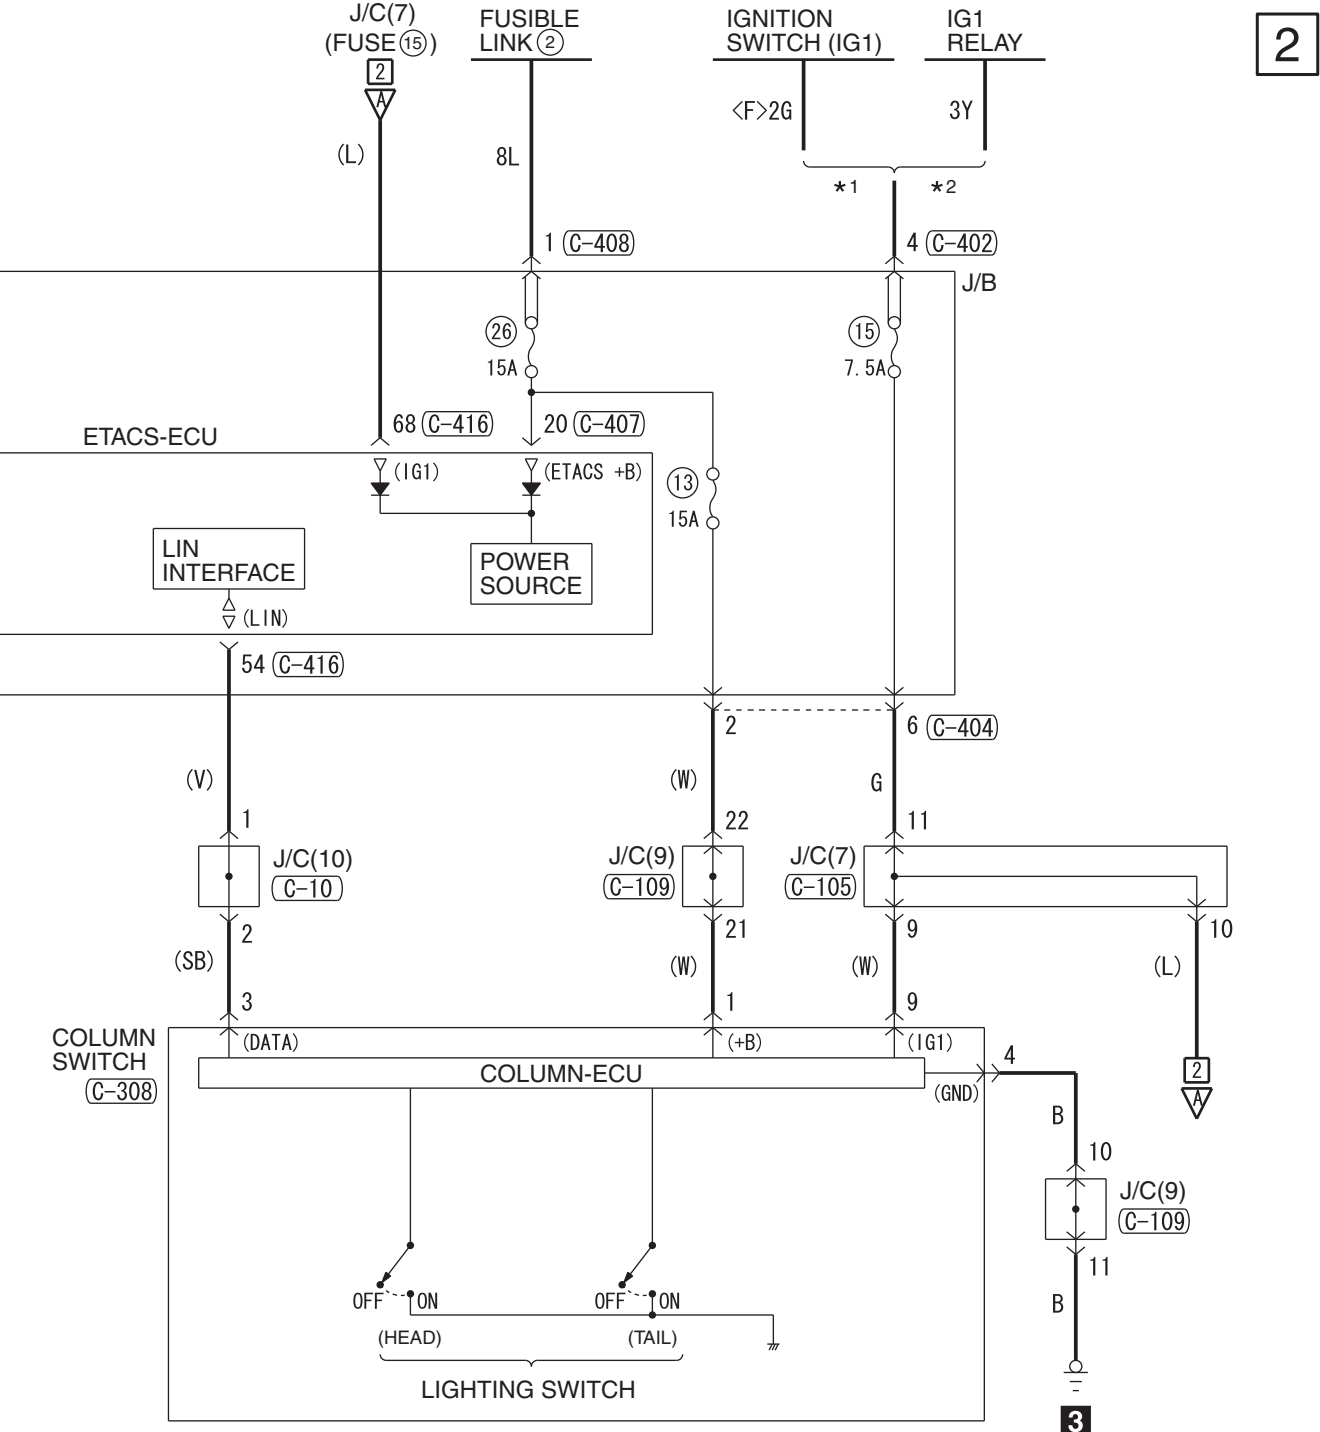 J/C(7)
(FUSE⑮)
2
A
FUSIBLE
LINK②
IGNITION
SWITCH (IG1)
IG1
RELAY
2
(L)
8L
<F>2G
3Y
*1
*2
1 C-408
4 C-402
J/B
㉖
15A
⑮
7.5A
68 C-416
20 C-407
ETACS-ECU
(IG1)
(ETACS +B)
⑬
15A
LIN
INTERFACE
POWER
SOURCE
(LIN)
54 C-416
2
6 C-404
(V)
(W)
G
1
22
11
J/C(10)
C-10
J/C(9)
C-109
J/C(7)
C-105
2
21
9
10
(SB)
(W)
(W)
(L)
3
1
9
COLUMN
SWITCH
C-308
(DATA)
(+B)
(IG1)
4
COLUMN-ECU
(GND)
2
A
B
10
J/C(9)
C-109
11
B
OFF
ON
OFF
ON
(HEAD)
(TAIL)
LIGHTING SWITCH
3